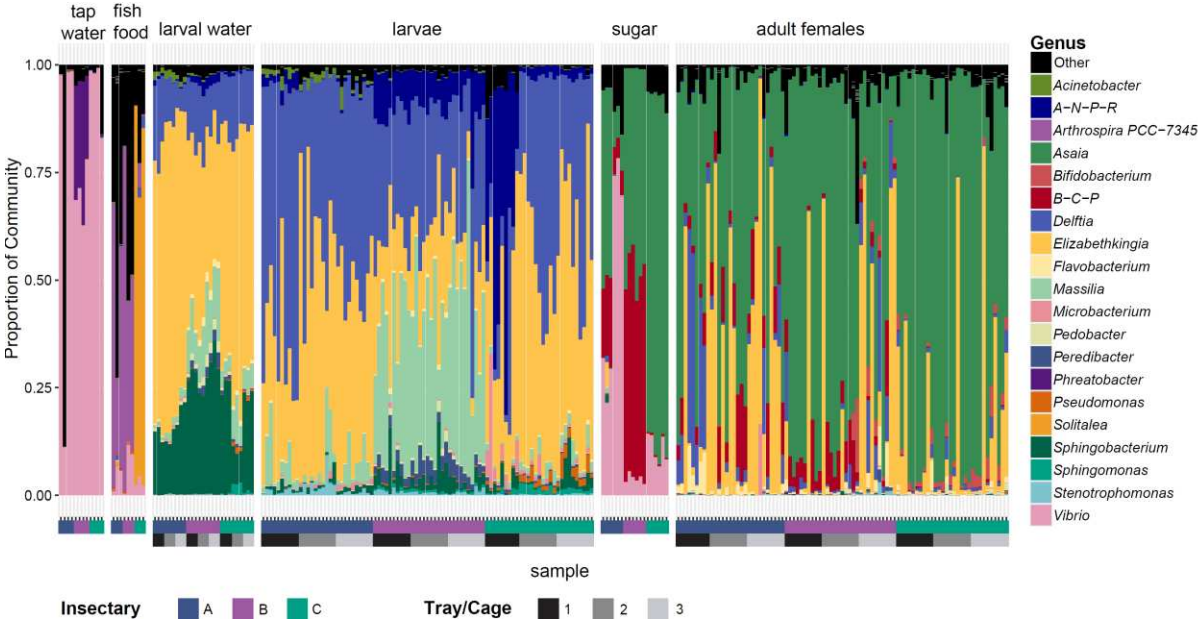 tap water
fish food
larval water
larvae
sugar
adult females
Proportion of Community
1.00
0.75
0.50
0.25
0.00
sample
Genus
Other
Acinetobacter
A−N−P−R
Arthrospira PCC−7345
Asaia
Bifidobacterium
B−C−P
Delftia
Elizabethkingia
Flavobacterium
Massilia
Microbacterium
Pedobacter
Peredibacter
Phreatobacter
Pseudomonas
Solitalea
Sphingobacterium
Sphingomonas
Stenotrophomonas
Vibrio
Insectary A B C
Tray/Cage 1 2 3